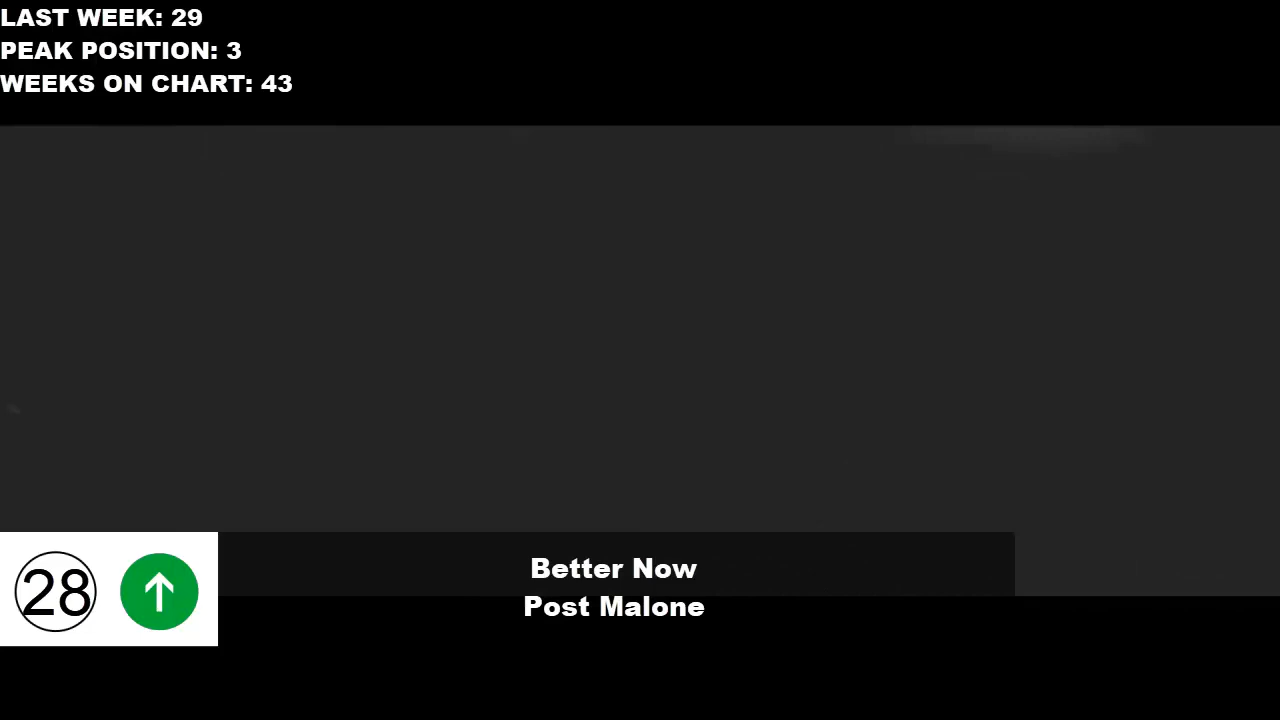 LAST WEEK: 29
PEAK POSITION: 3
WEEKS ON CHART: 43
28
Better Now
Post Malone